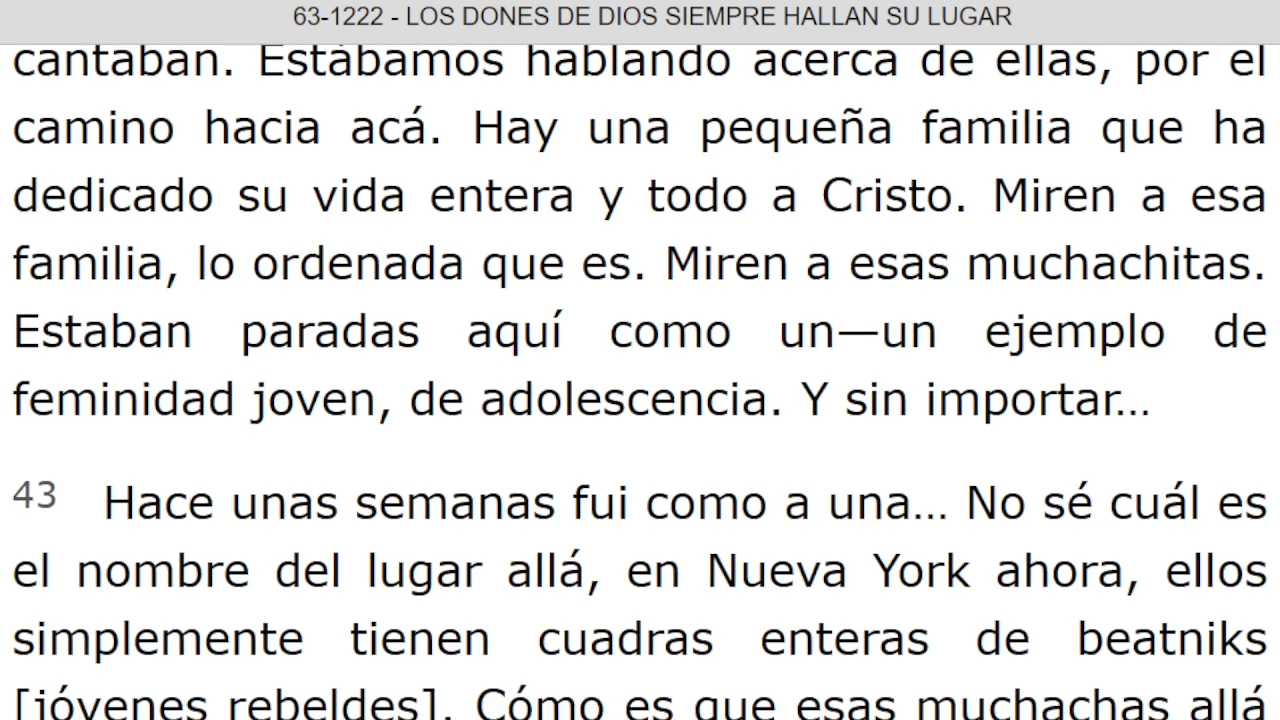 63-1222 - LOS DONES DE DIOS SIEMPRE HALLAN SU LUGAR
cantaban. Estábamos hablando acerca de ellas, por el
camino hacia acá. Hay una pequeña familia que ha
dedicado su vida entera y todo a Cristo. Miren a esa
familia, lo ordenada que es. Miren a esas muchachitas.
Estaban paradas aquí como un—un ejemplo de
feminidad joven, de adolescencia. Y sin importar...
43 Hace unas semanas fui como a una... No sé cuál es
el nombre del lugar allá, en Nueva York ahora, ellos
simplemente tienen cuadras enteras de beatniks
[jóvenes rebeldes]. Cómo es que esas muchachas allá